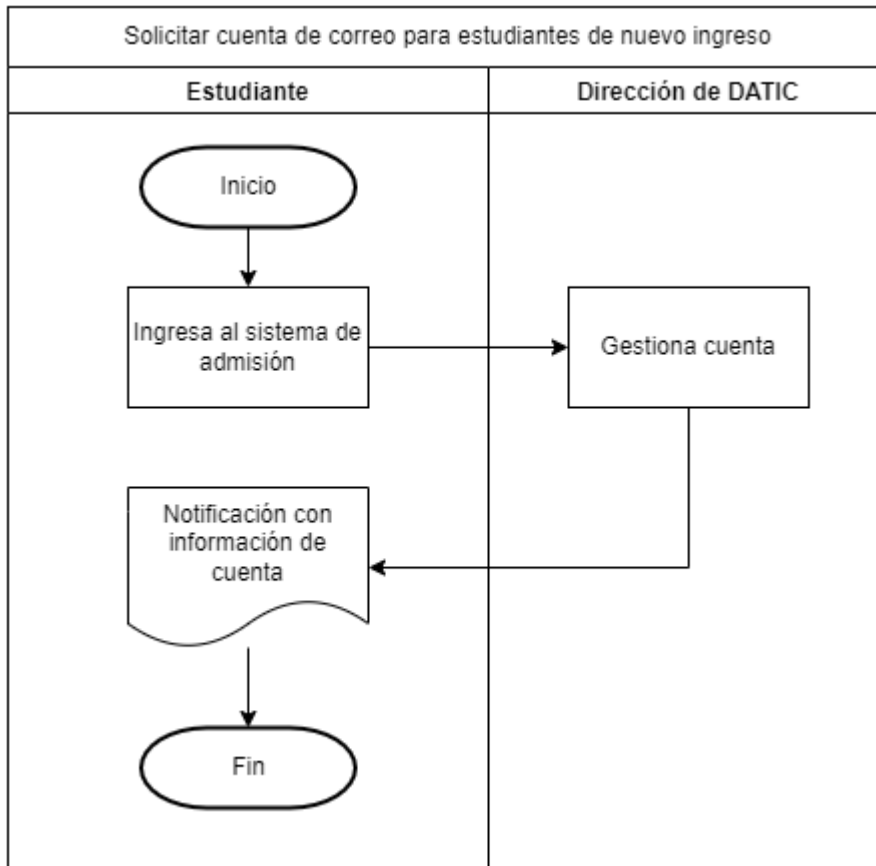 Solicitar cuenta de correo para estudiantes de nuevo ingreso
Estudiante
Dirección de DATIC
Inicio
Ingresa al sistema de
admisión
Gestiona cuenta
Notificación con
información de
cuenta
Fin